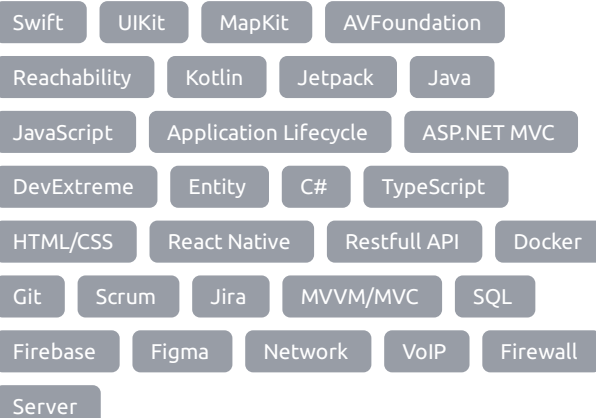 Swift UIKit MapKit AVFoundation
Reachability Kotlin Jetpack Java
JavaScript Application Lifecycle ASP.NET MVC
DevExtreme Entity C# TypeScript
HTML/CSS React Native Restfull API Docker
Git Scrum Jira MVVM/MVC SQL
Firebase Figma Network VoIP Firewall
Server